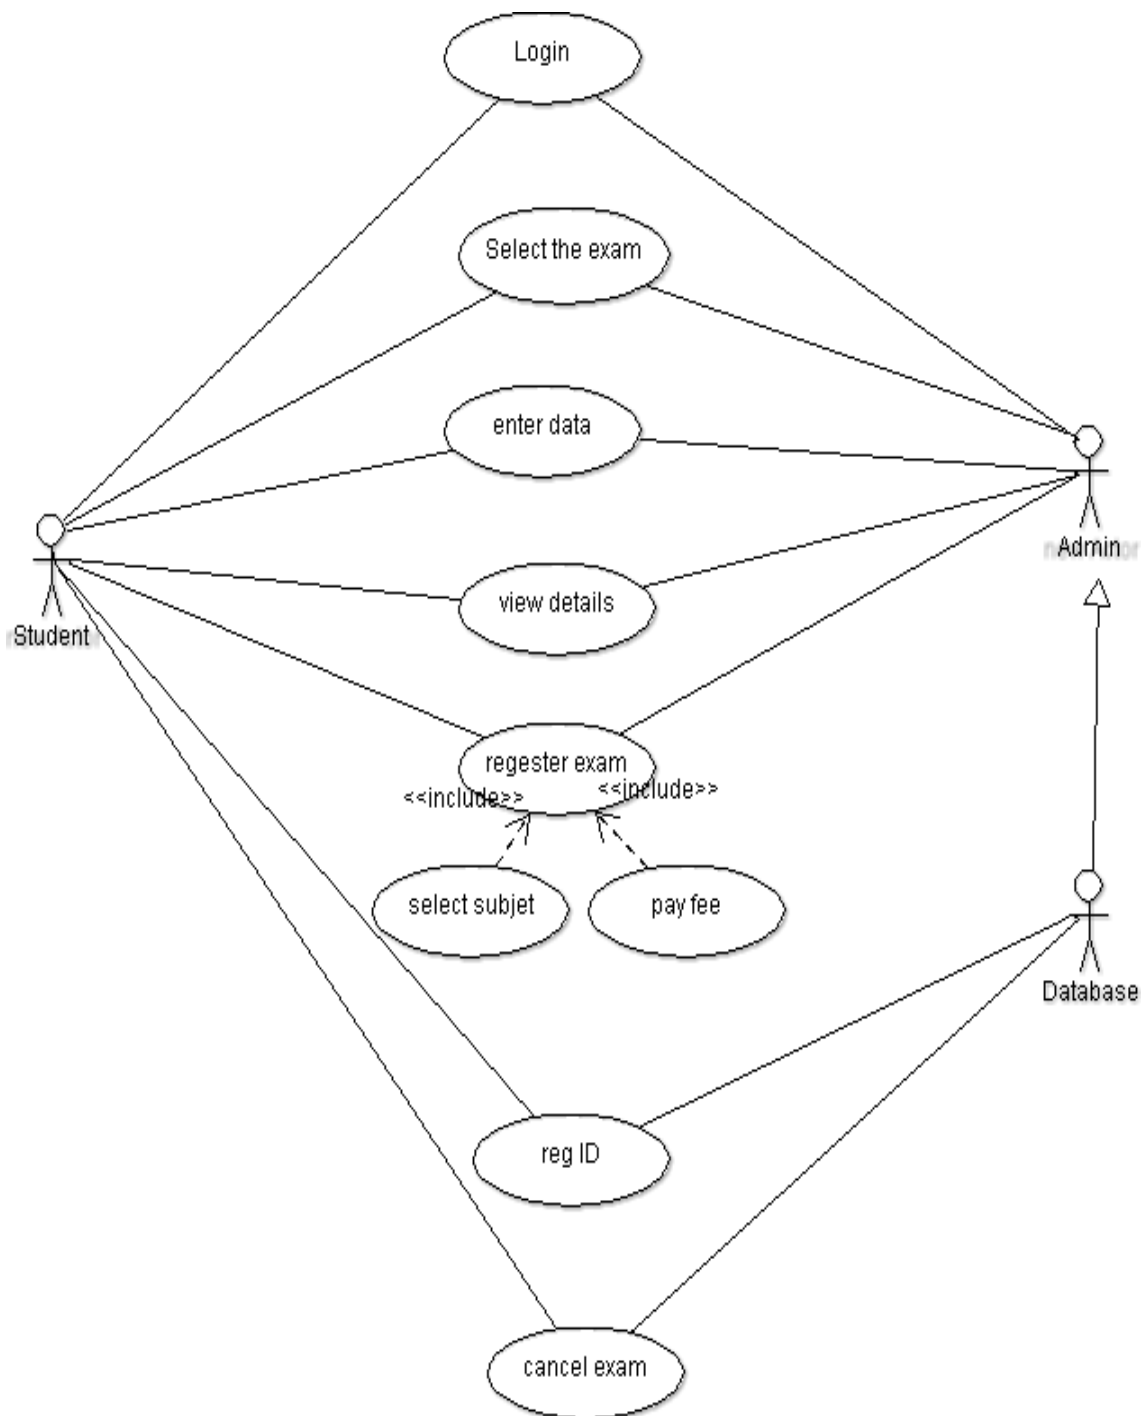 Login
Select the exam
enter data
Admin
view details
Student
regester exam
<<include>>
<<include>>
select subjet
pay fee
Database
reg ID
cancel exam